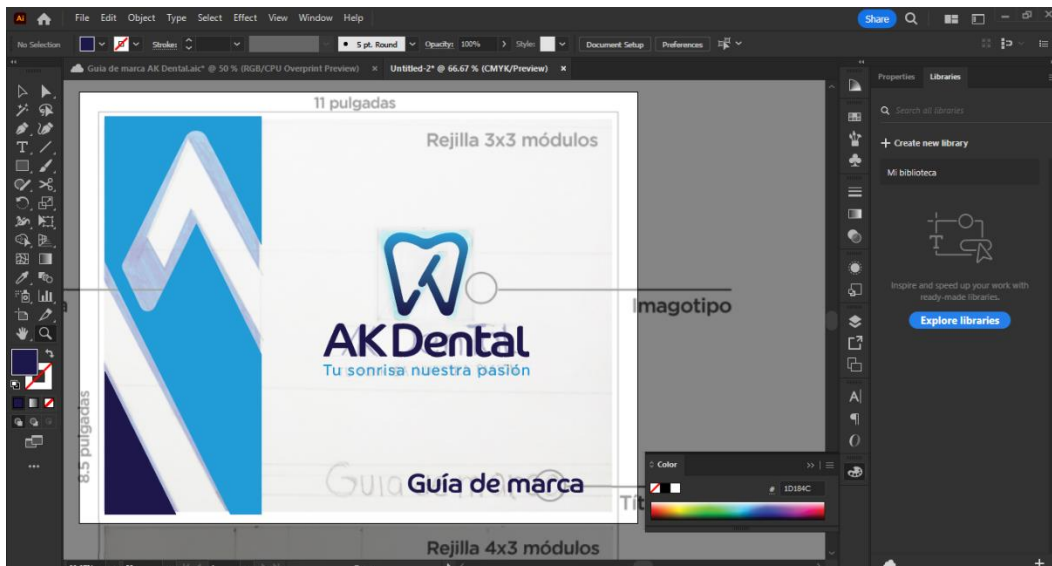 Ai File Edit Object Type Select Effect View Window Help Share
No Selection Stroke: 5 pt. Round Opacity: 100% Style: Document Setup Preferences
Guia de marca AK Dental.aic* @ 50 % (RGB/CPU Overprint Preview) × Untitled-2* @ 66.67 % (CMYK/Preview) ×
Properties Libraries
Search all libraries
+ Create new library
Mi biblioteca
Inspire and speed up your work with
ready-made libraries.
Explore libraries
11 pulgadas
Rejilla 3x3 módulos
Imagotipo
AK Dental
Tu sonrisa nuestra pasión
8.5 pulgadas
Guía de marca
Tít
Color
# 1D184C
Rejilla 4x3 módulos